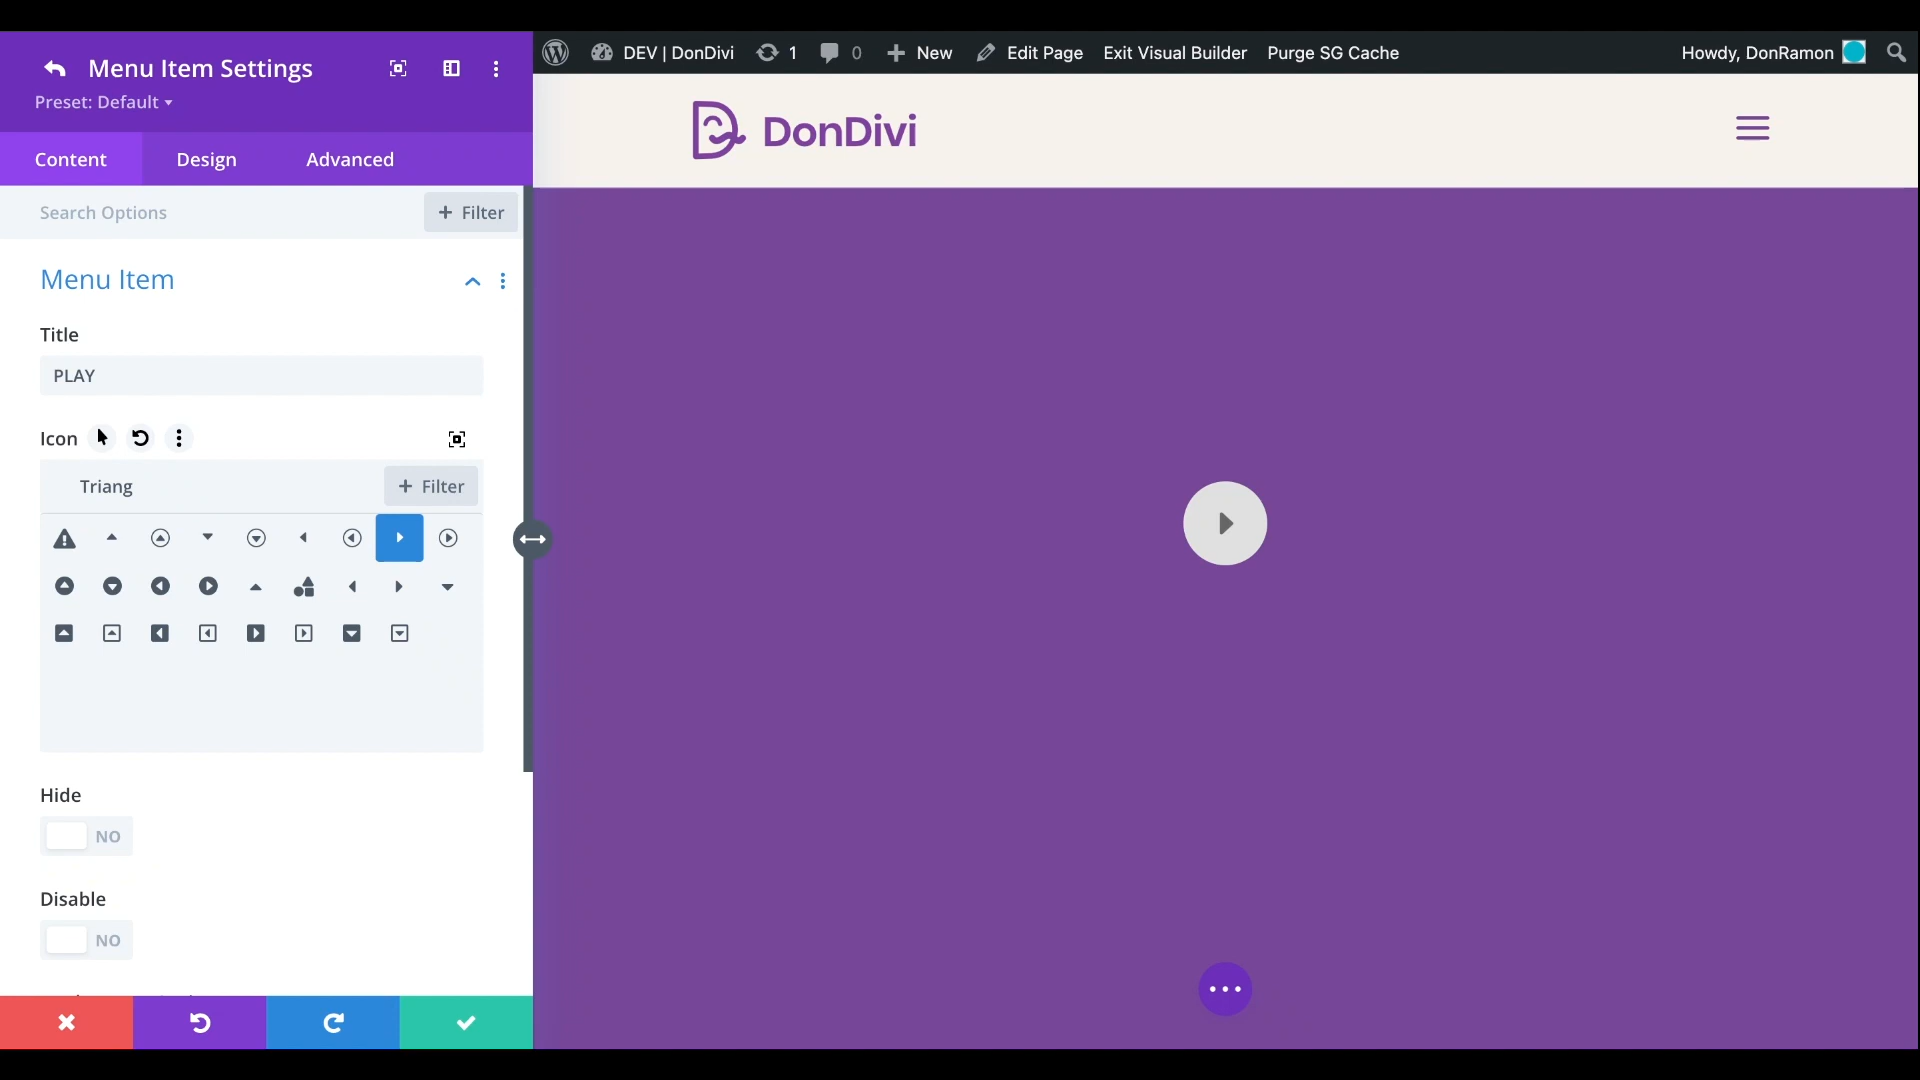 Menu Item Settings
Preset: Default
Content Design Advanced
Search Options
+ Filter
Menu Item
Title
PLAY
Icon
Triang
+ Filter
Hide
NO
Disable
NO
DEV | DonDivi 1 0 + New Edit Page Exit Visual Builder Purge SG Cache Howdy, DonRamon
DonDivi